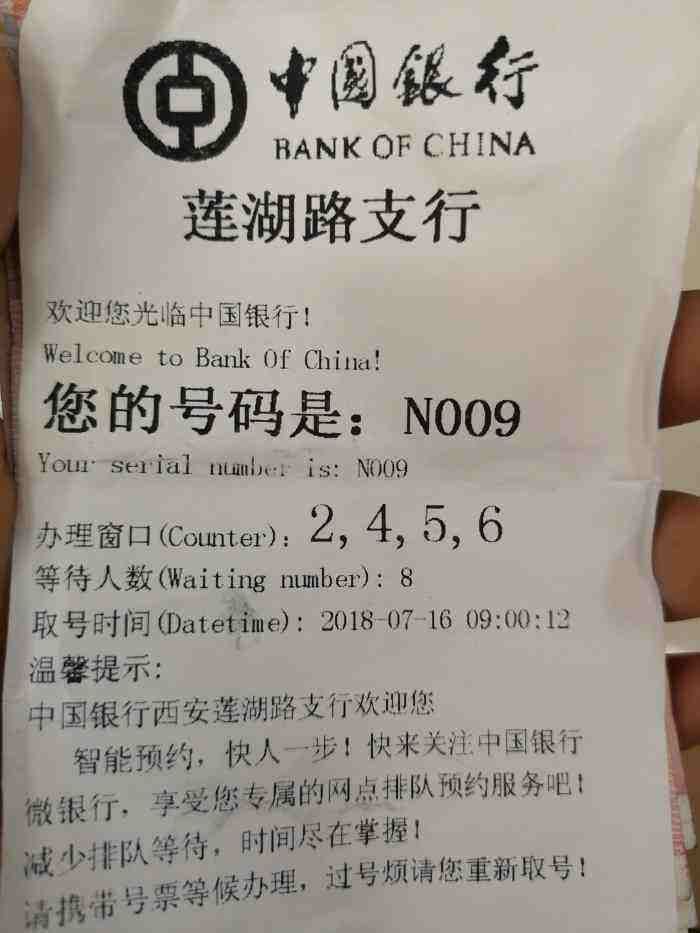 中国银行
BANK OF CHINA
莲湖路支行
欢迎您光临中国银行!
Welcome to Bank Of China!
您的号码是: N009
Your serial number is: N009
办理窗口(Counter): 2,4,5,6
等待人数(Waiting number): 8
取号时间(Datetime): 2018-07-16 09:00:12
温馨提示:
中国银行西安莲湖路支行欢迎您
智能预约，快人一步！快来关注中国银行
微银行，享受您专属的网点排队预约服务吧！
减少排队等待，时间尽在掌握！
请携带号票等候办理，过号烦请您重新取号！